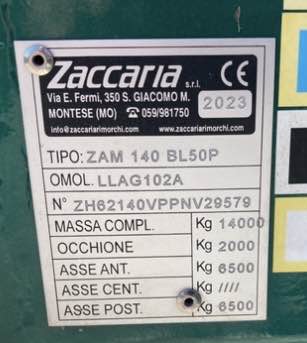 Zaccaria s.r.l. CE
Via E. Fermi, 350 S. GIACOMO M.
MONTESE (MO) ☎ 059/981750
2023
omol@zaccariarimorchi.com www.zaccariarimorchi.com
TIPO: ZAM 140 BL50P
OMOL. LLAG102A
N° ZH62140VPPNV29579
MASSA COMPL. Kg 14000
OCCHIONE Kg 2000
ASSE ANT. Kg 6500
ASSE CENT. Kg ////
ASSE POST. Kg 6500